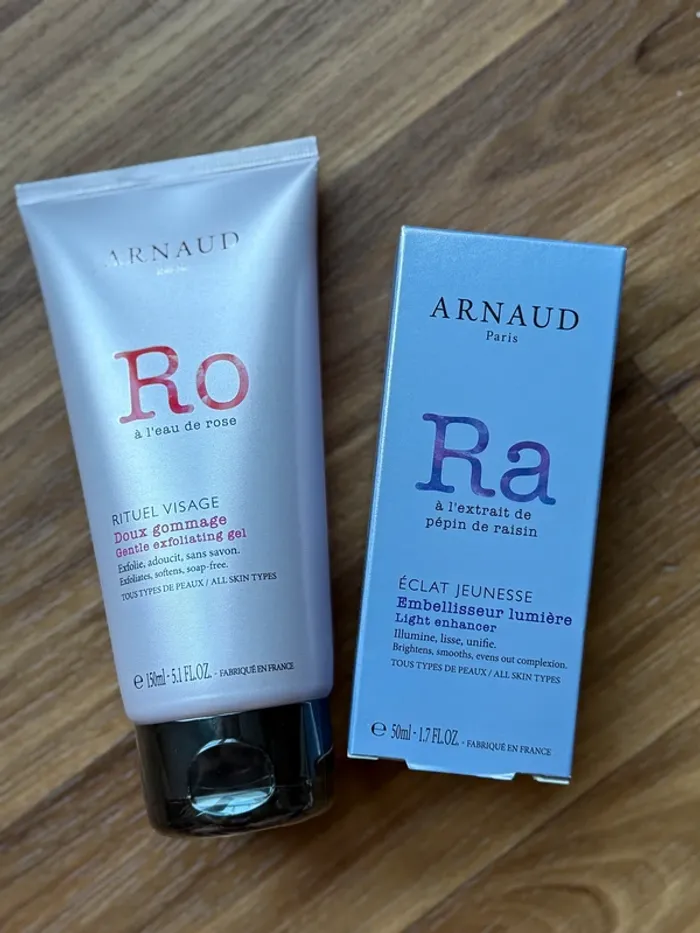 ARNAUD
Ro
à l'eau de rose
RITUEL VISAGE
Doux gommage
Gentle exfoliating gel
Exfolie, adoucit, sans savon.
Exfoliates, softens, soap-free.
TOUS TYPES DE PEAUX / ALL SKIN TYPES
℮ 150ml - 5.1 FL.OZ. - FABRIQUÉ EN FRANCE
ARNAUD
Paris
Ra
à l'extrait de
pépin de raisin
ÉCLAT JEUNESSE
Embellisseur lumière
Light enhancer
Illumine, lisse, unifie.
Brightens, smooths, evens out complexion.
TOUS TYPES DE PEAUX / ALL SKIN TYPES
℮ 50ml - 1.7 FL.OZ. - FABRIQUÉ EN FRANCE